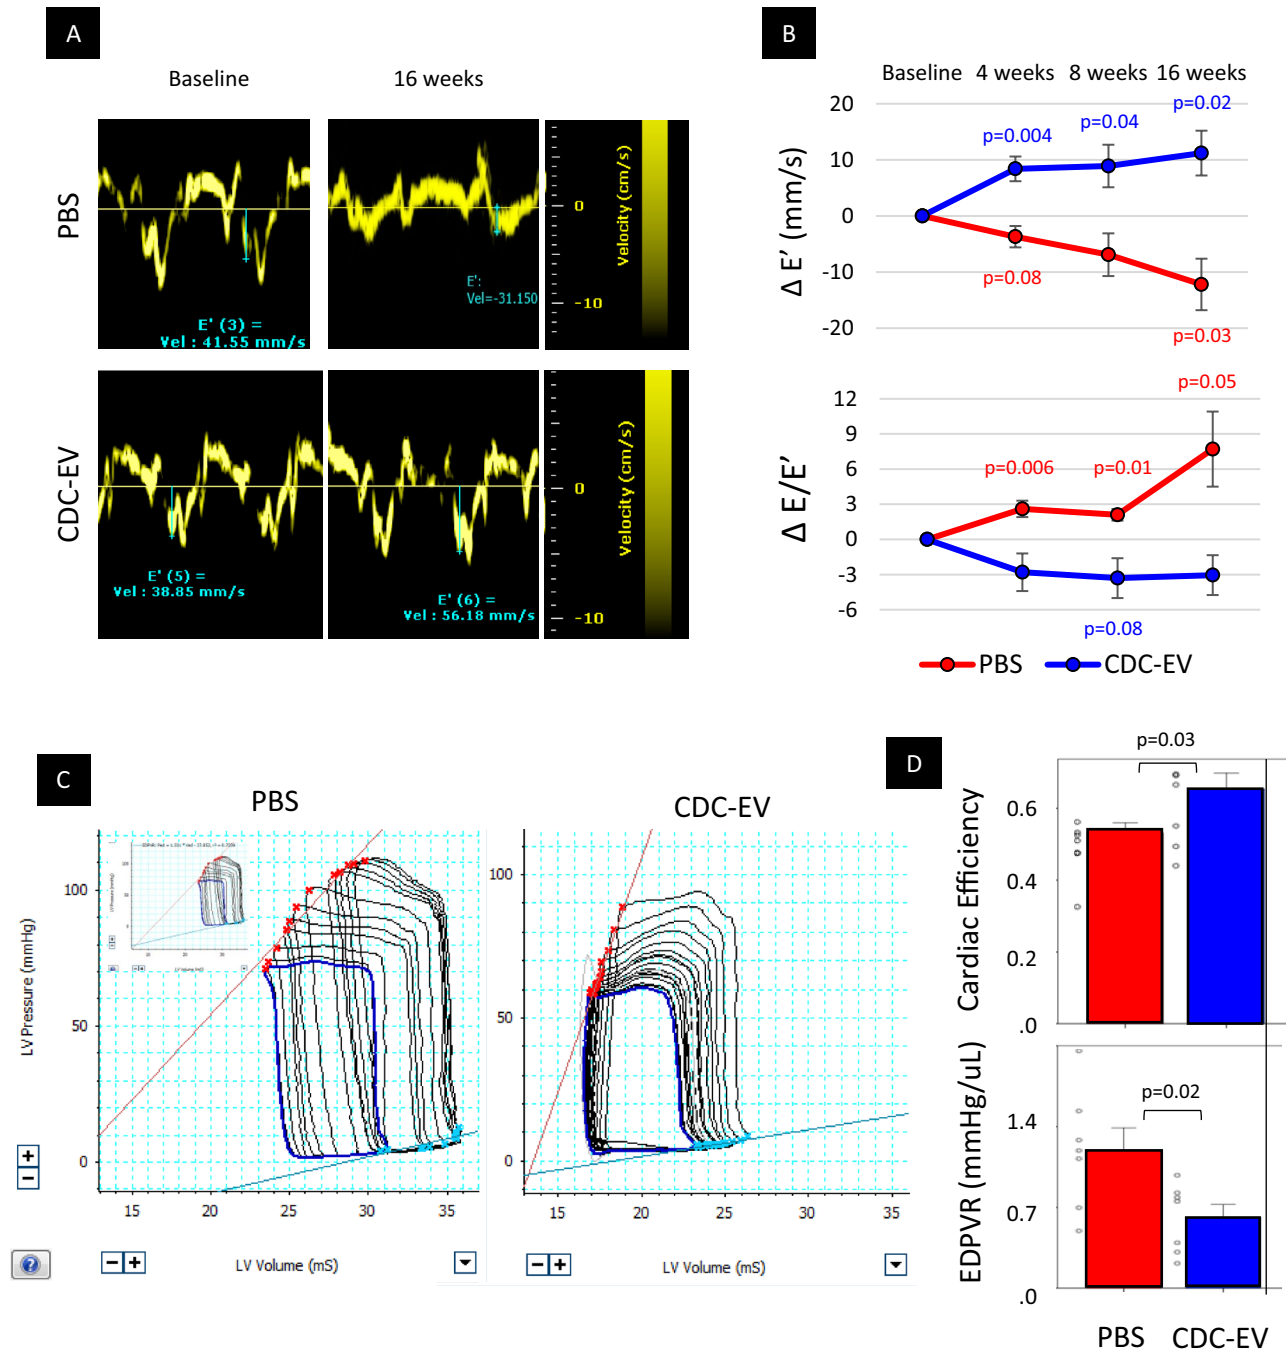 A
Baseline
16 weeks
PBS
E' (3) =
Vel : 41.55 mm/s
E':
Vel=-31.150
Velocity (cm/s)
0
-10
CDC-EV
E' (5) =
Vel : 38.85 mm/s
E' (6) =
Vel : 56.18 mm/s
Velocity (cm/s)
0
-10
B
Baseline 4 weeks 8 weeks 16 weeks
Δ E’ (mm/s)
20
10
0
-10
-20
p=0.004
p=0.04
p=0.02
p=0.08
p=0.03
Δ E/E’
12
9
6
3
0
-3
-6
p=0.006
p=0.01
p=0.05
p=0.08
PBS
CDC-EV
C
PBS
LV Pressure (mmHg)
100
50
0
15 20 25 30 35
LV Volume (mS)
CDC-EV
100
50
0
15 20 25 30 35
LV Volume (mS)
D
Cardiac Efficiency
p=0.03
0.6
0.4
0.2
.0
EDPVR (mmHg/uL)
p=0.02
1.4
0.7
.0
PBS CDC-EV